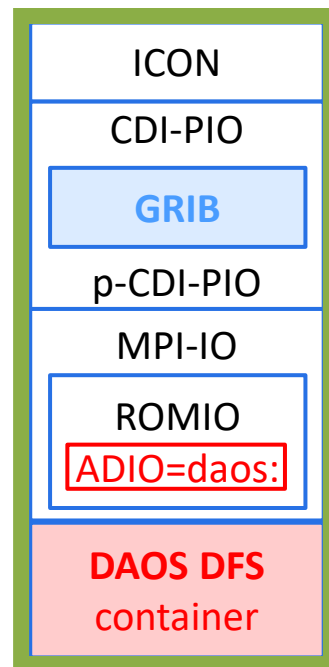 ICON
CDI-PIO
GRIB
p-CDI-PIO
MPI-IO
ROMIO
ADIO=daos:
DAOS DFS
container